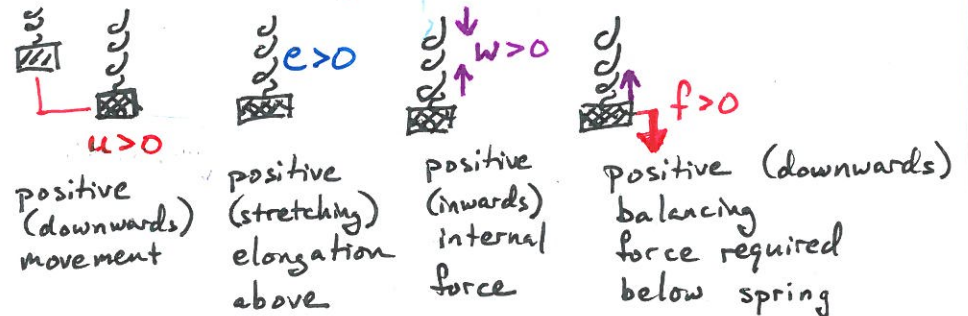 u>0
e>0
w>0
f>0
positive
(downwards)
movement
positive
(stretching)
elongation
above
positive
(inwards)
internal
force
positive (downwards)
balancing
force required
below spring